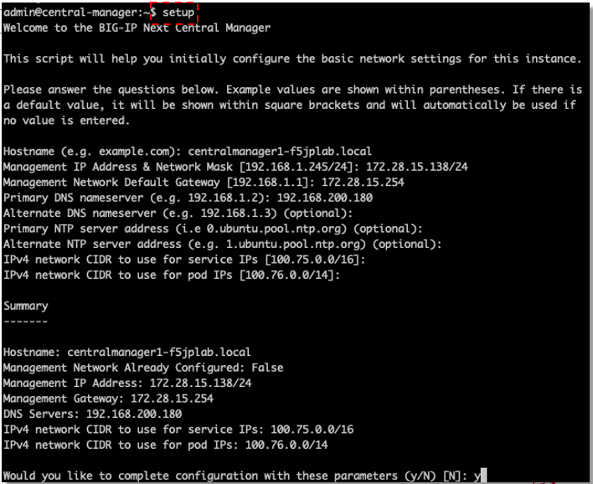 admin@central-manager:~$ setup
Welcome to the BIG-IP Next Central Manager
This script will help you initially configure the basic network settings for this instance.
Please answer the questions below. Example values are shown within parentheses. If there is
a default value, it will be shown within square brackets and will automatically be used if
no value is entered.
Hostname (e.g. example.com): centralmanager1-f5jplab.local
Management IP Address & Network Mask [192.168.1.245/24]: 172.28.15.138/24
Management Network Default Gateway [192.168.1.1]: 172.28.15.254
Primary DNS nameserver (e.g. 192.168.1.2): 192.168.200.180
Alternate DNS nameserver (e.g. 192.168.1.3) (optional):
Primary NTP server address (i.e 0.ubuntu.pool.ntp.org) (optional):
Alternate NTP server address (e.g. 1.ubuntu.pool.ntp.org) (optional):
IPv4 network CIDR to use for service IPs [100.75.0.0/16]:
IPv4 network CIDR to use for pod IPs [100.76.0.0/14]:
Summary
-------
Hostname: centralmanager1-f5jplab.local
Management Network Already Configured: False
Management IP Address: 172.28.15.138/24
Management Gateway: 172.28.15.254
DNS Servers: 192.168.200.180
IPv4 network CIDR to use for service IPs: 100.75.0.0/16
IPv4 network CIDR to use for pod IPs: 100.76.0.0/14
Would you like to complete configuration with these parameters (y/N) [N]: y